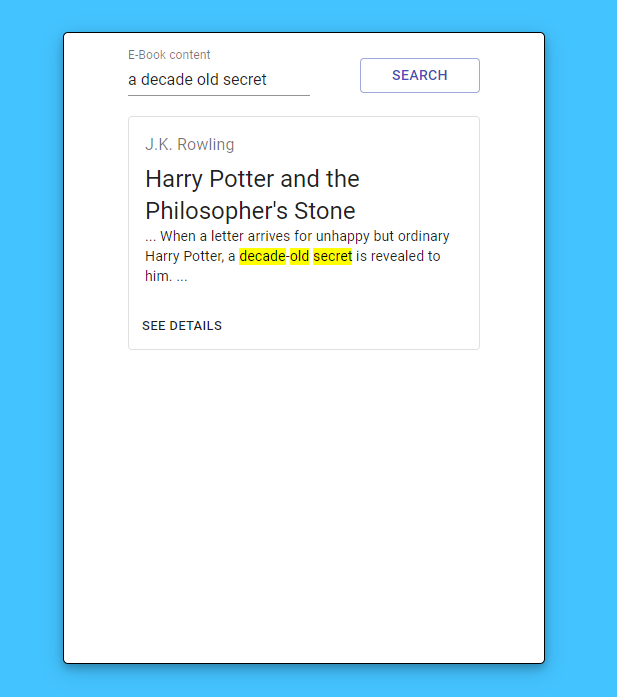 E-Book content
a decade old secret
SEARCH
J.K. Rowling
Harry Potter and the
Philosopher's Stone
... When a letter arrives for unhappy but ordinary
Harry Potter, a decade-old secret is revealed to
him. ...
SEE DETAILS